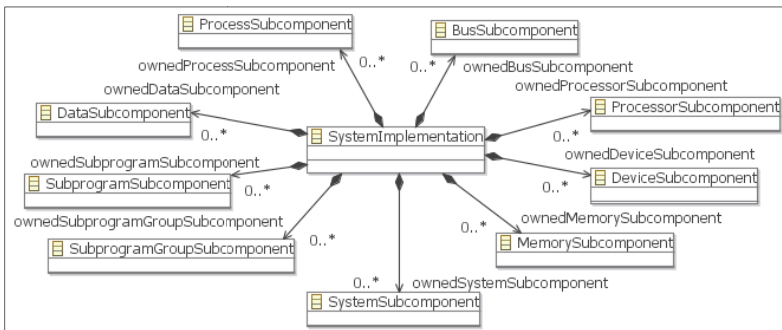 ProcessSubcomponent
BusSubcomponent
ownedProcessSubcomponent
0..*
0..*
ownedBusSubcomponent
ownedDataSubcomponent
ownedProcessorSubcomponent
DataSubcomponent
ProcessorSubcomponent
0..*
SystemImplementation
0..*
ownedSubprogramSubcomponent
ownedDeviceSubcomponent
SubprogramSubcomponent
0..*
0..*
DeviceSubcomponent
ownedSubprogramGroupSubcomponent
ownedMemorySubcomponent
0..*
0..*
SubprogramGroupSubcomponent
MemorySubcomponent
0..*
ownedSystemSubcomponent
SystemSubcomponent